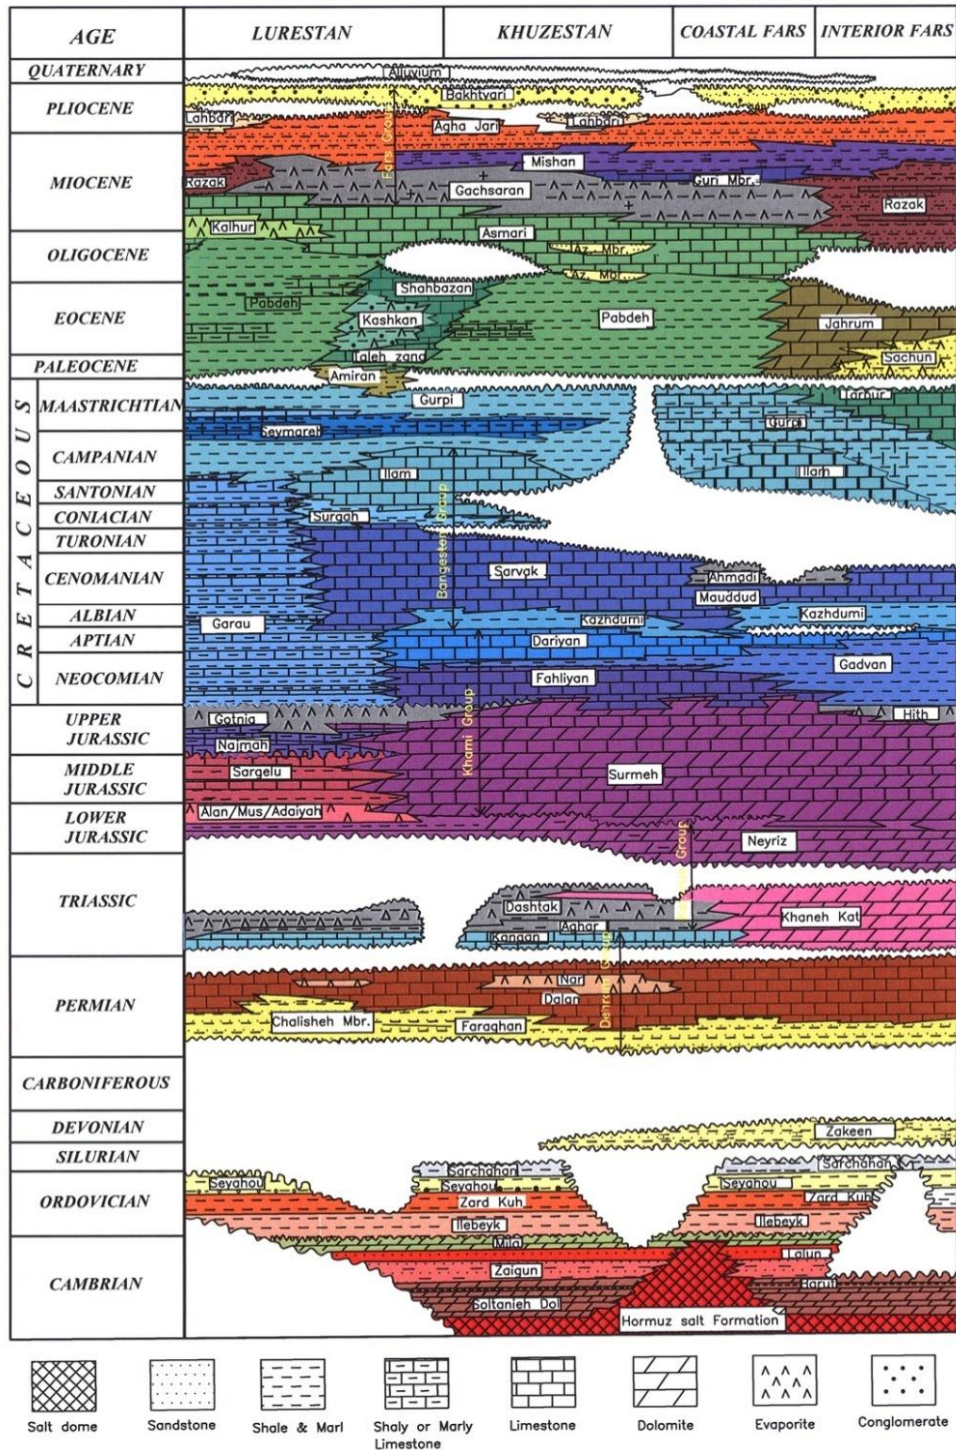 AGE LURESTAN KHUZESTAN COASTAL FARS INTERIOR FARS
QUATERNARY
Alluvium
PLIOCENE
Bakhtyari
Lahbari
Lahbari
Agha Jari
Fars Group
MIOCENE
Mishan
Razak
Guri Mbr.
Gachsaran
Razak
Kalhur
Asmari
OLIGOCENE
Az. Mbr.
Az. Mbr.
Shahbazan
EOCENE
Pabdeh
Kashkan
Pabdeh
Jahrum
Taleh zang
Sachun
PALEOCENE
Amiran
CRETACEOUS
MAASTRICHTIAN
Gurpi
Tarbur
Seymareh
Gurpi
CAMPANIAN
Ilam
Ilam
SANTONIAN
Bangestan Group
CONIACIAN
Surgah
TURONIAN
CENOMANIAN
Sarvak
Ahmadi
Mauddud
ALBIAN
Garau
Kazhdumi
Kazhdumi
APTIAN
Dariyan
NEOCOMIAN
Fahliyan
Gadvan
UPPER
JURASSIC
Gotnia
Hith
Najmah
Khami Group
MIDDLE
JURASSIC
Sargelu
Surmeh
LOWER
JURASSIC
Alan/Mus/Adaiyah
Neyriz
Group
TRIASSIC
Dashtak
Khaneh Kat
Aghar
Kangan
PERMIAN
Nar
Dalan
Dehram Group
Chalisheh Mbr.
Faraghan
CARBONIFEROUS
DEVONIAN
Zakeen
SILURIAN
Sarchahan
Sarchahan
ORDOVICIAN
Seyahou
Seyahou
Seyahou
Zard Kuh
Zard Kuh
Ilebeyk
Ilebeyk
Mila
CAMBRIAN
Lalun
Zaigun
Barut
Soltanieh Dol
Hormuz salt Formation
Salt dome
Sandstone
Shale & Marl
Shaly or Marly
Limestone
Limestone
Dolomite
Evaporite
Conglomerate